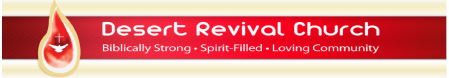 Desert Revival Church
Biblically Strong • Spirit-Filled • Loving Community